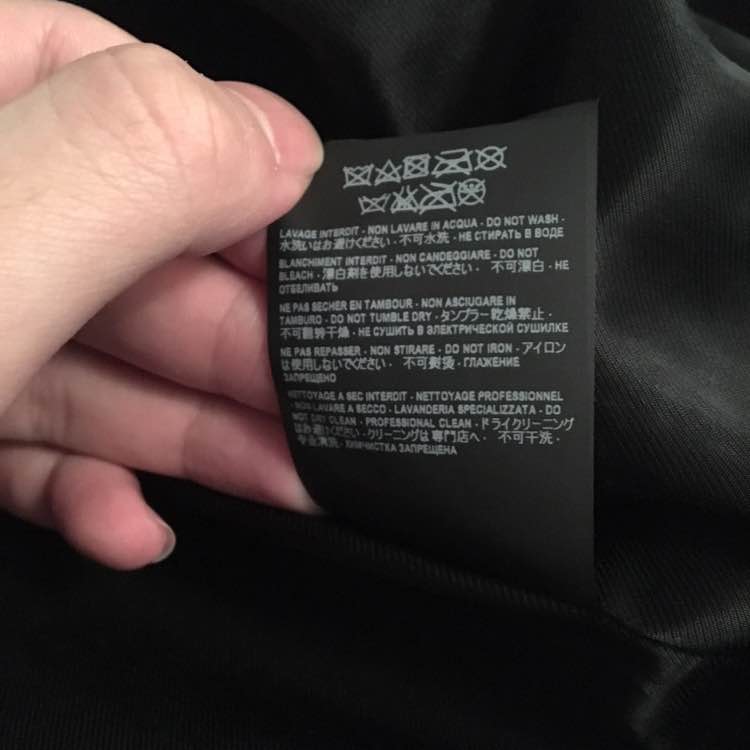 LAVAGE INTERDIT - NON LAVARE IN ACQUA - DO NOT WASH -
水洗いはお避けください - 不可水洗 - НЕ СТИРАТЬ В ВОДЕ
BLANCHIMENT INTERDIT - NON CANDEGGIARE - DO NOT
BLEACH - 漂白剤を使用しないでください - 不可漂白 - НЕ
ОТБЕЛИВАТЬ
NE PAS SECHER EN TAMBOUR - NON ASCIUGARE IN
TAMBURO - DO NOT TUMBLE DRY - タンブラー乾燥禁止 -
不可翻转干燥 - НЕ СУШИТЬ В ЭЛЕКТРИЧЕСКОЙ СУШИЛКЕ
NE PAS REPASSER - NON STIRARE - DO NOT IRON - アイロン
は使用しないでください - 不可熨烫 - ГЛАЖЕНИЕ
ЗАПРЕЩЕНО
NETTOYAGE A SEC INTERDIT - NETTOYAGE PROFESSIONNEL
- NON LAVARE A SECCO - LAVANDERIA SPECIALIZZATA - DO
NOT DRY CLEAN - PROFESSIONAL CLEAN - ドライクリーニング
はお避けください - クリーニングは専門店へ - 不可干洗 -
专业清洗 - ХИМЧИСТКА ЗАПРЕЩЕНА